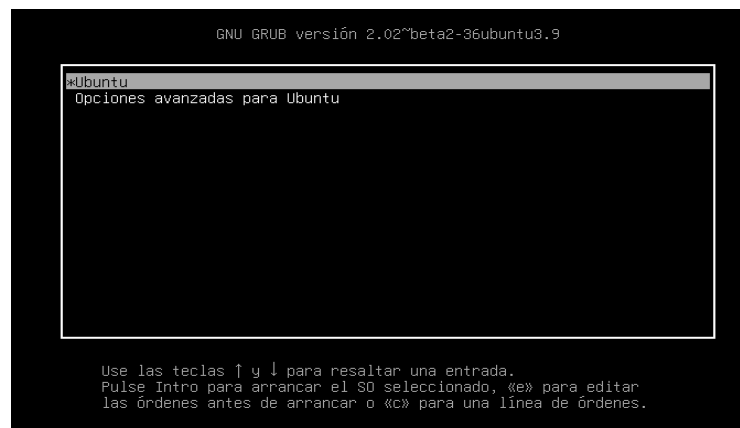 GNU GRUB versión 2.02~beta2-36ubuntu3.9
*Ubuntu
Opciones avanzadas para Ubuntu
Use las teclas ↑ y ↓ para resaltar una entrada.
Pulse Intro para arrancar el SO seleccionado, «e» para editar
las órdenes antes de arrancar o «c» para una línea de órdenes.